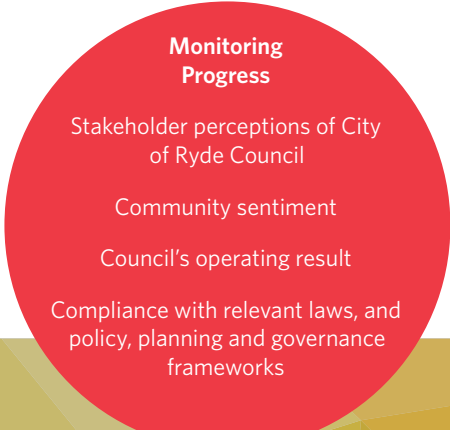 Monitoring
Progress
Stakeholder perceptions of City
of Ryde Council
Community sentiment
Council’s operating result
Compliance with relevant laws, and
policy, planning and governance
frameworks